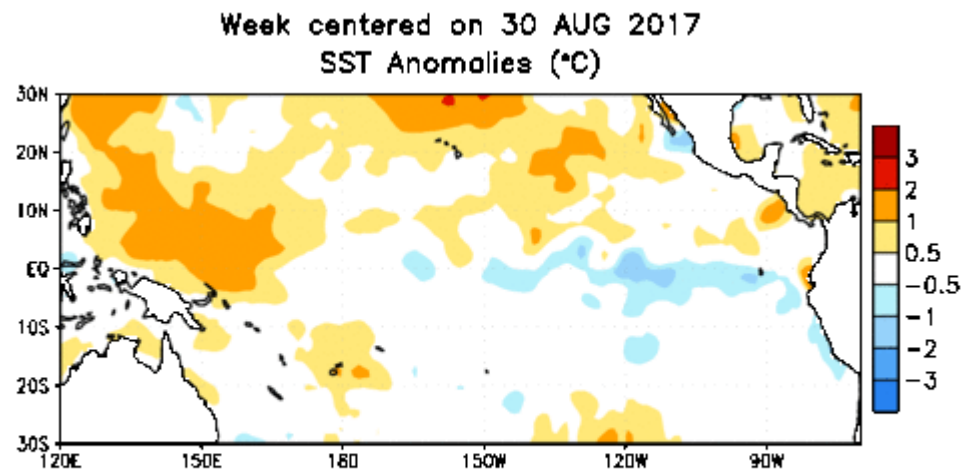 Week centered on 30 AUG 2017
SST Anomalies (°C)
30N
20N
10N
EQ
10S
20S
30S
120E 150E 180 150W 120W 90W
3
2
1
0.5
-0.5
-1
-2
-3